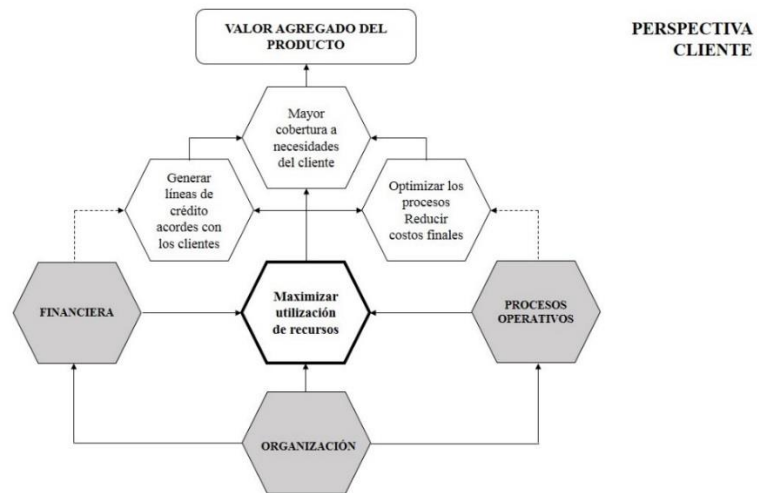 VALOR AGREGADO DEL
PRODUCTO
PERSPECTIVA
CLIENTE
Mayor
cobertura a
necesidades
del cliente
Generar
líneas de
crédito
acordes con
los clientes
Optimizar los
procesos
Reducir
costos finales
FINANCIERA
Maximizar
utilización
de recursos
PROCESOS
OPERATIVOS
ORGANIZACIÓN